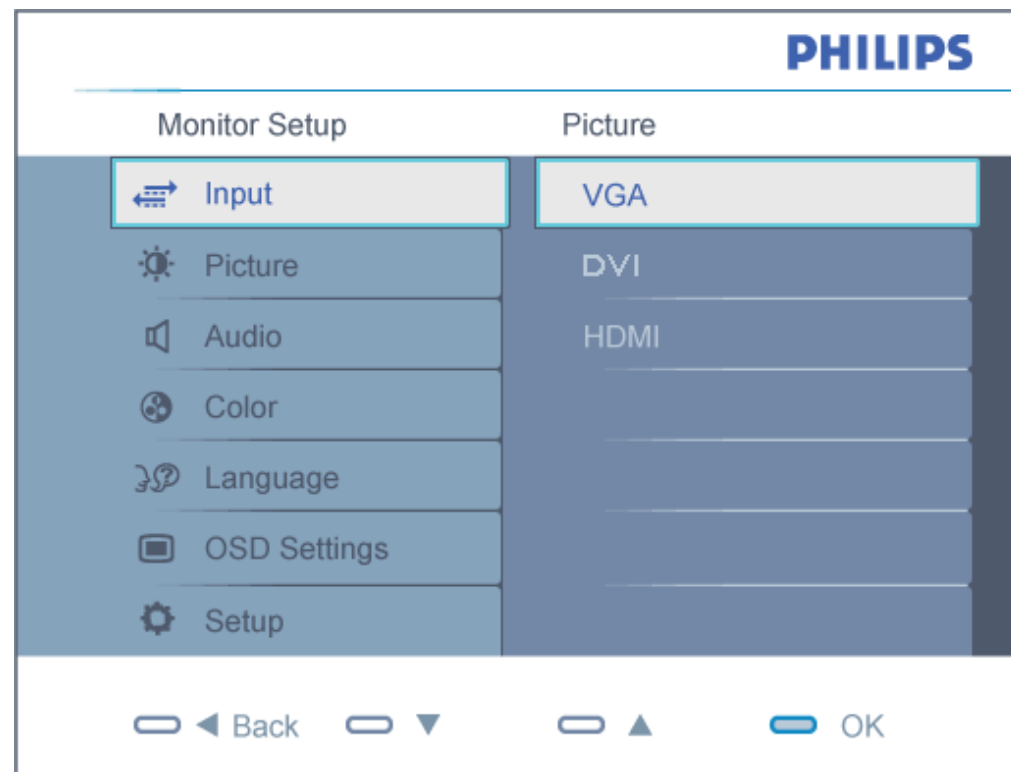 PHILIPS
Monitor Setup Picture
Input VGA
Picture DVI
Audio HDMI
Color
Language
OSD Settings
Setup
Back OK